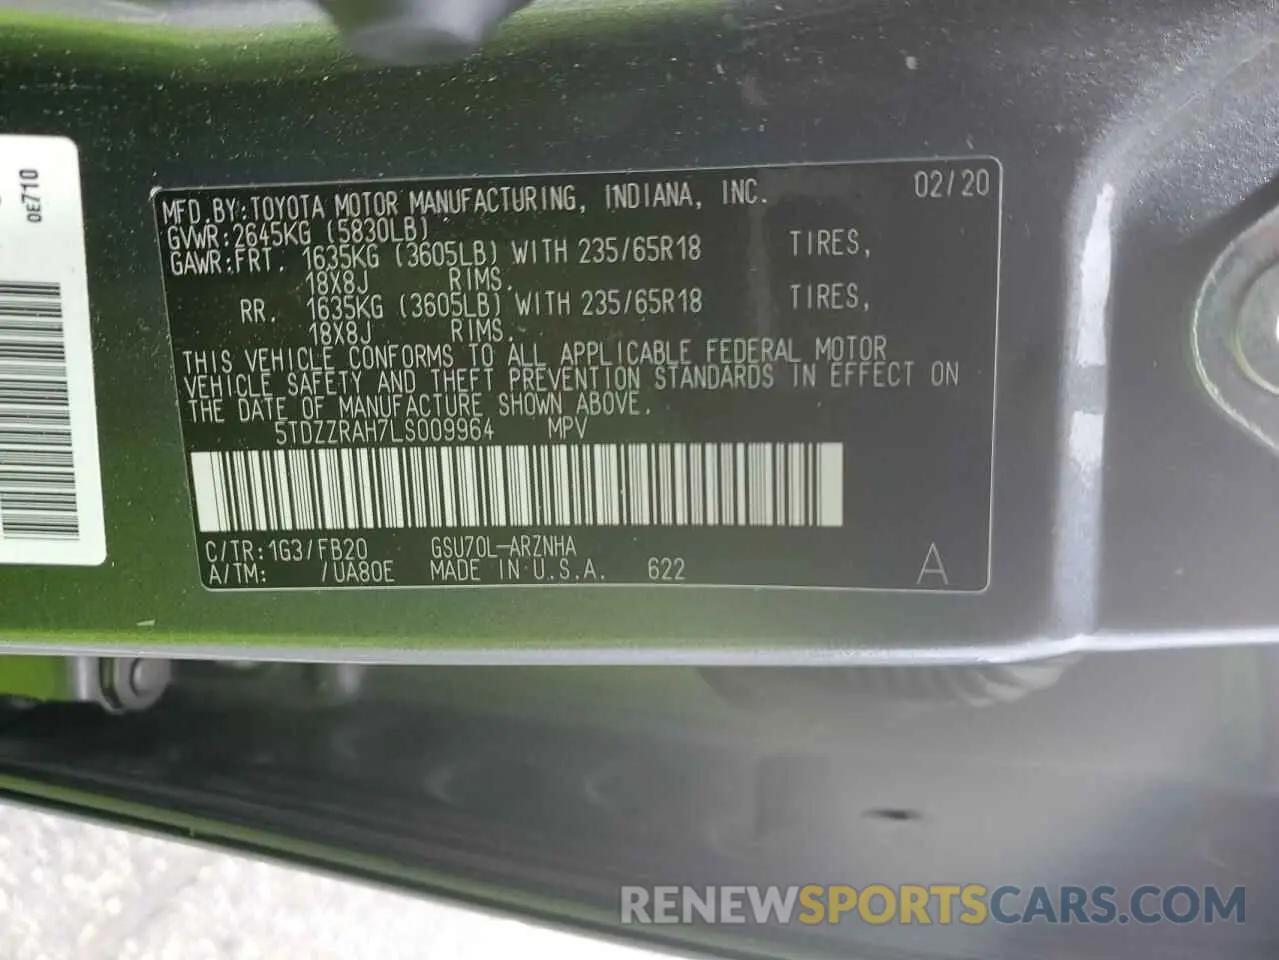 0E710
MFD.BY:TOYOTA MOTOR MANUFACTURING, INDIANA, INC. 02/20
GVWR:2645KG (5830LB)
GAWR:FRT. 1635KG (3605LB) WITH 235/65R18 TIRES,
18X8J RIMS.
RR. 1635KG (3605LB) WITH 235/65R18 TIRES,
18X8J RIMS.
THIS VEHICLE CONFORMS TO ALL APPLICABLE FEDERAL MOTOR
VEHICLE SAFETY AND THEFT PREVENTION STANDARDS IN EFFECT ON
THE DATE OF MANUFACTURE SHOWN ABOVE.
5TDZZRAH7LS009964 MPV
C/TR:1G3/FB20 GSU70L-ARZNHA
A/TM: /UA80E MADE IN U.S.A. 622 A
RENEWSPORTSCARS.COM